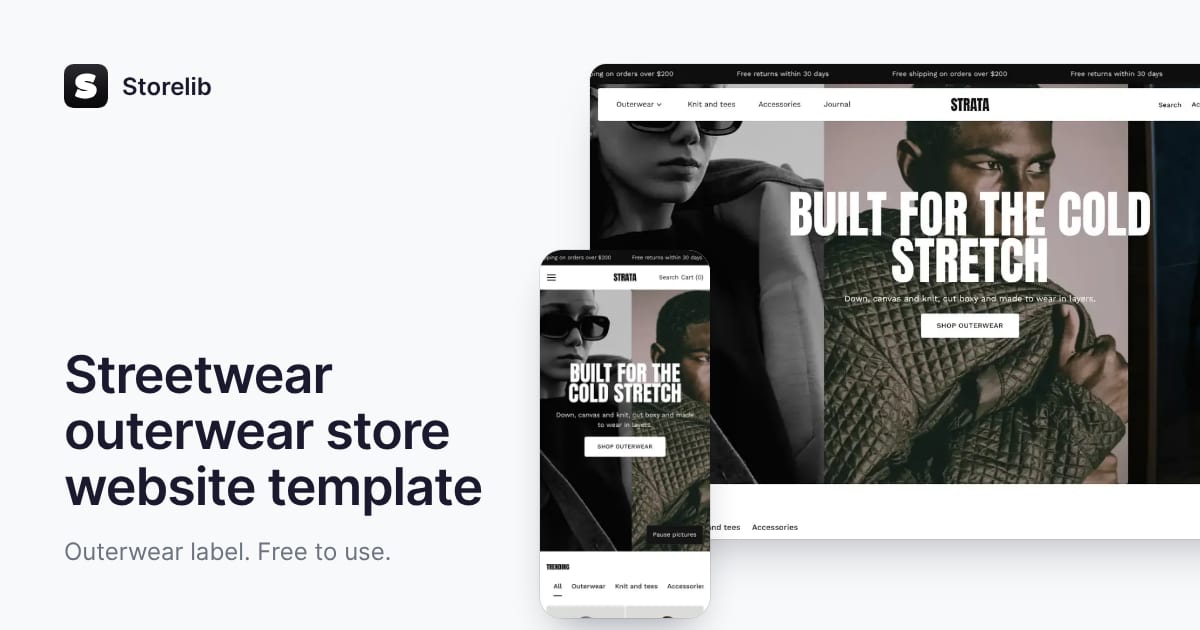 Storelib
Streetwear
outerwear store
website template
Outerwear label. Free to use.
on orders over $200 Free returns within 30 days Free shipping on orders over $200 Free returns within 30 days
Outerwear Knit and tees Accessories Journal STRATA Search
BUILT FOR THE COLD
STRETCH
Down, canvas and knit, cut boxy and made to wear in layers.
SHOP OUTERWEAR
and tees Accessories
on orders over $200 Free returns within 30 days
STRATA Search Cart (0)
BUILT FOR THE
COLD STRETCH
Down, canvas and knit, cut boxy and made
to wear in layers.
SHOP OUTERWEAR
Pause pictures
TRENDING
All Outerwear Knit and tees Accessories